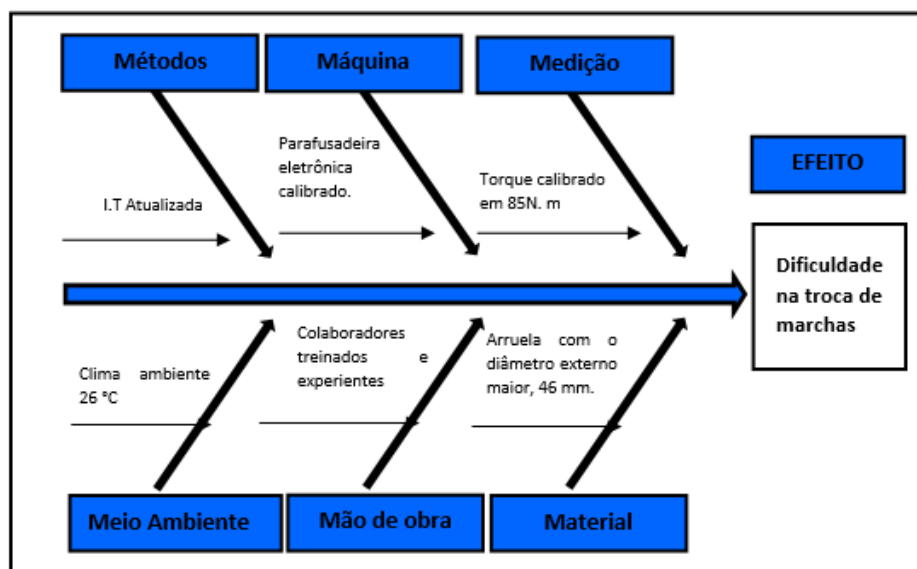 Métodos
Máquina
Medição
Parafusadeira
eletrônica
calibrado.
I.T Atualizada
Torque calibrado
em 85N. m
EFEITO
Dificuldade
na troca de
marchas
Clima ambiente
26 °C
Colaboradores
treinados e
experientes
Arruela com o
diâmetro externo
maior, 46 mm.
Meio Ambiente
Mão de obra
Material